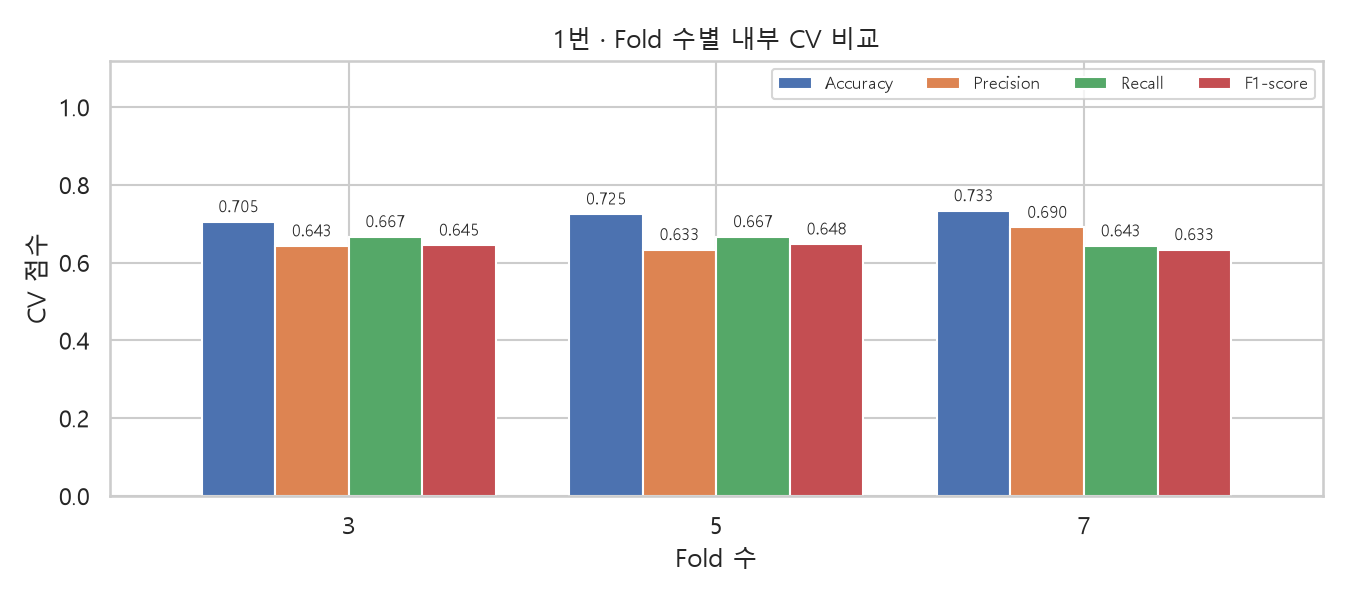 1번 · Fold 수별 내부 CV 비교
Accuracy Precision Recall F1-score
CV 점수
1.0
0.8
0.6
0.4
0.2
0.0
0.705 0.643 0.667 0.645
0.725 0.633 0.667 0.648
0.733 0.690 0.643 0.633
3 5 7
Fold 수